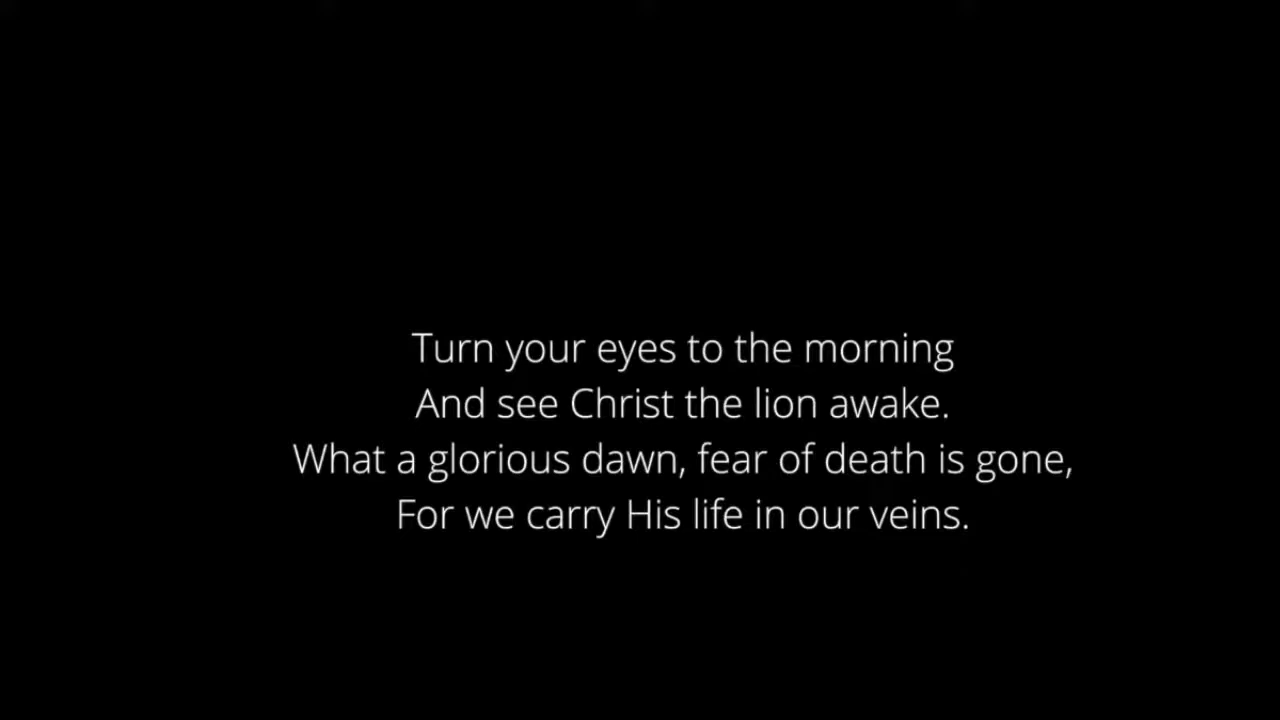 Turn your eyes to the morning
And see Christ the lion awake.
What a glorious dawn, fear of death is gone,
For we carry His life in our veins.